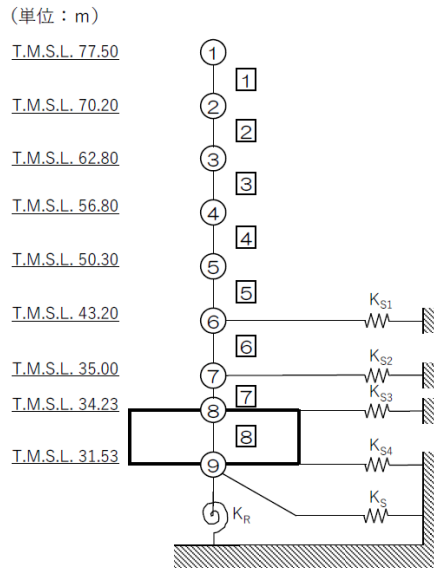 (単位：m)
T.M.S.L. 77.50 ① 
1
T.M.S.L. 70.20 ②
2
T.M.S.L. 62.80 ③
3
T.M.S.L. 56.80 ④
4
T.M.S.L. 50.30 ⑤
5
KS1
T.M.S.L. 43.20 ⑥
6
KS2
T.M.S.L. 35.00 ⑦
7
KS3
T.M.S.L. 34.23 ⑧
8
KS4
T.M.S.L. 31.53 ⑨
KS
KR